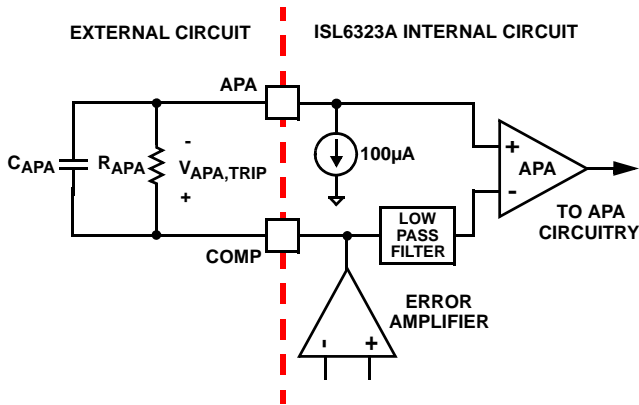 EXTERNAL CIRCUIT
ISL6323A INTERNAL CIRCUIT
APA
CAPA
RAPA
-
VAPA,TRIP
+
100µA
+
APA
-
TO APA
CIRCUITRY
LOW
PASS
FILTER
COMP
ERROR
AMPLIFIER
- +